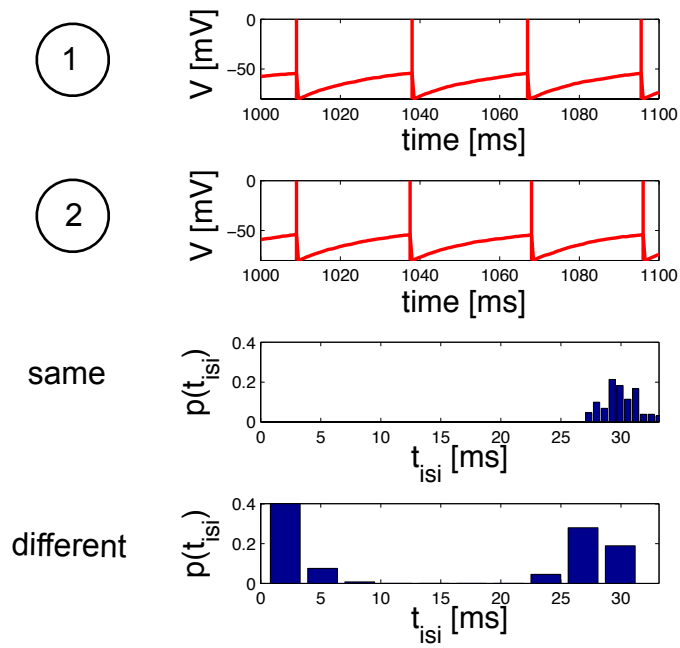 1
V [mV]
0
−50
1000 1020 1040 1060 1080 1100
time [ms]
2
V [mV]
0
−50
1000 1020 1040 1060 1080 1100
time [ms]
same
p(t_isi)
0.4
0.2
0
0 5 10 15 20 25 30
t_isi [ms]
different
p(t_isi)
0.4
0.2
0
0 5 10 15 20 25 30
t_isi [ms]